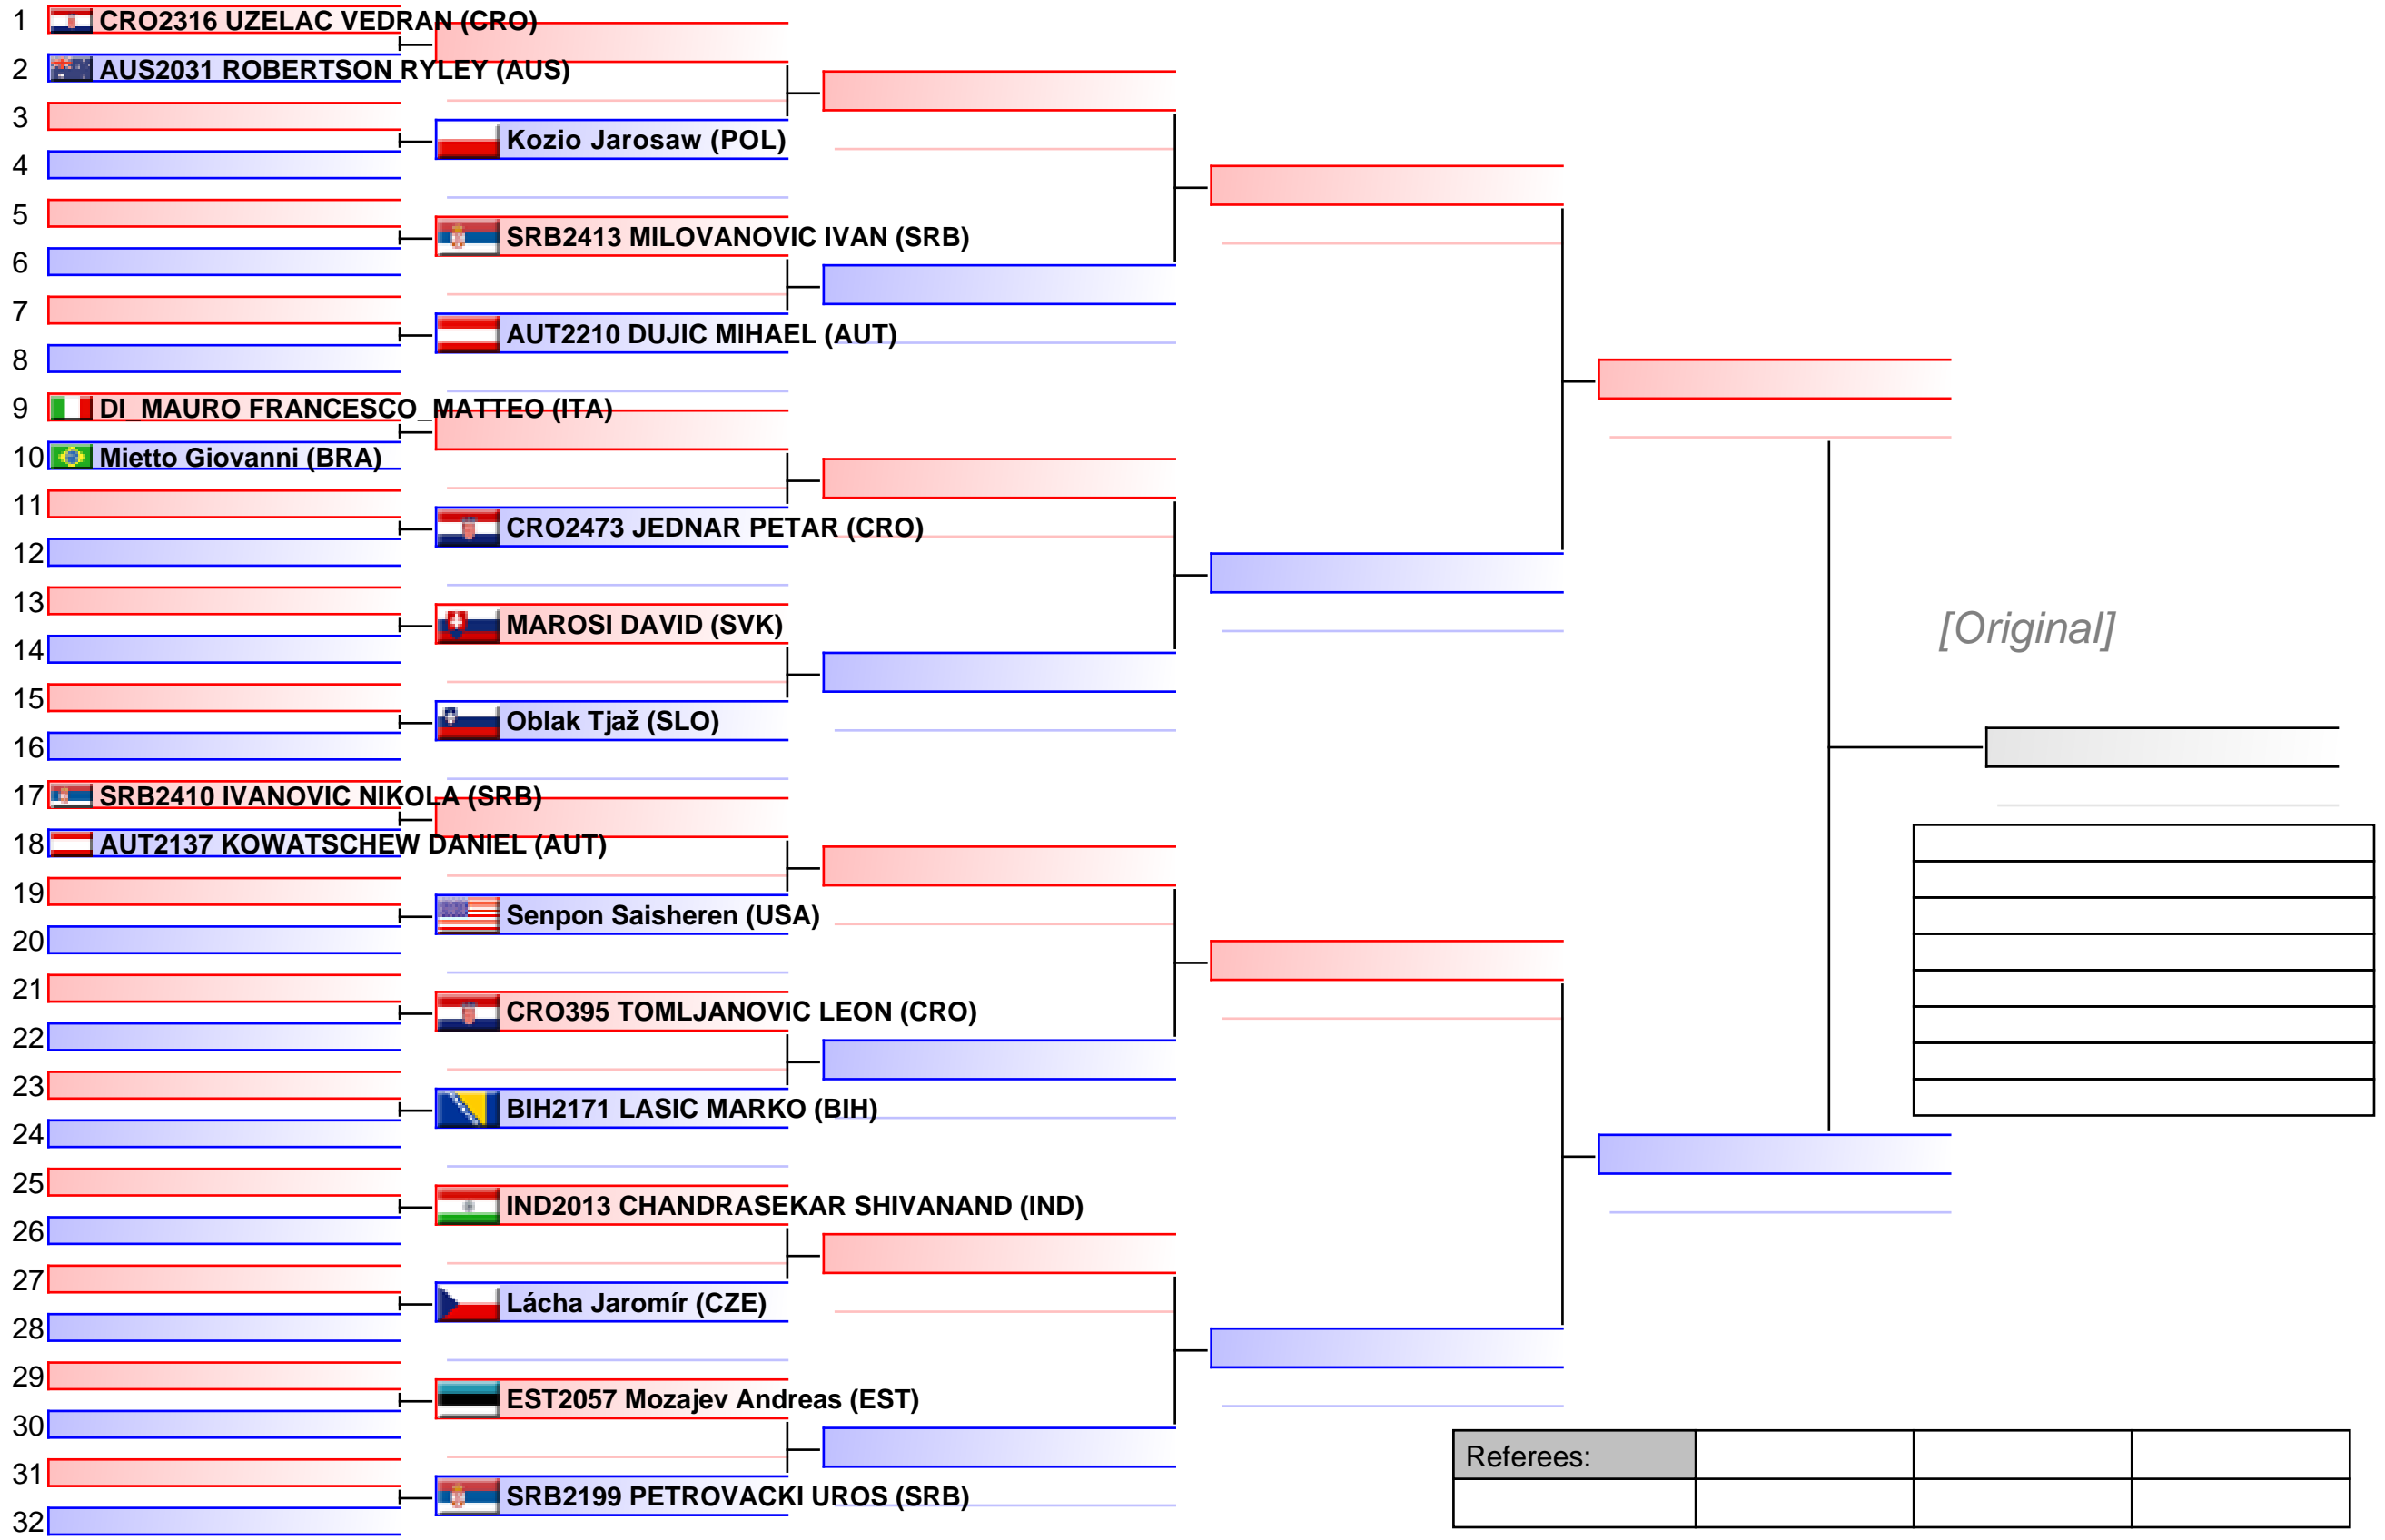 1 CRO2316 UZELAC VEDRAN (CRO)
2 AUS2031 ROBERTSON RYLEY (AUS)
3
Kozio Jarosaw (POL)
4
5
SRB2413 MILOVANOVIC IVAN (SRB)
6
7
AUT2210 DUJIC MIHAEL (AUT)
8
9 DI_MAURO FRANCESCO_MATTEO (ITA)
10 Mietto Giovanni (BRA)
11
CRO2473 JEDNAR PETAR (CRO)
12
13
MAROSI DAVID (SVK)
[Original]
14
15
Oblak Tjaž (SLO)
16
17 SRB2410 IVANOVIC NIKOLA (SRB)
18 AUT2137 KOWATSCHEW DANIEL (AUT)
19
Senpon Saisheren (USA)
20
21
CRO395 TOMLJANOVIC LEON (CRO)
22
23
BIH2171 LASIC MARKO (BIH)
24
25
IND2013 CHANDRASEKAR SHIVANAND (IND)
26
27
Lácha Jaromír (CZE)
28
29
EST2057 Mozajev Andreas (EST)
30
Referees:
31
SRB2199 PETROVACKI UROS (SRB)
32